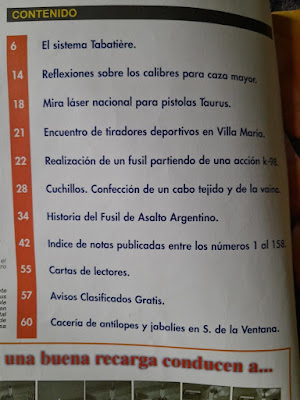 CONTENIDO
6 El sistema Tabatière.
14 Reflexiones sobre los calibres para caza mayor.
18 Mira láser nacional para pistolas Taurus.
21 Encuentro de tiradores deportivos en Villa María.
22 Realización de un fusil partiendo de una acción k-98.
28 Cuchillos. Confección de un cabo tejido y de la vaina.
34 Historia del Fusil de Asalto Argentino.
42 Indice de notas publicadas entre los números 1 al 158.
55 Cartas de lectores.
57 Avisos Clasificados Gratis.
60 Cacería de antílopes y jabalíes en S. de la Ventana.
una buena recarga conducen a...